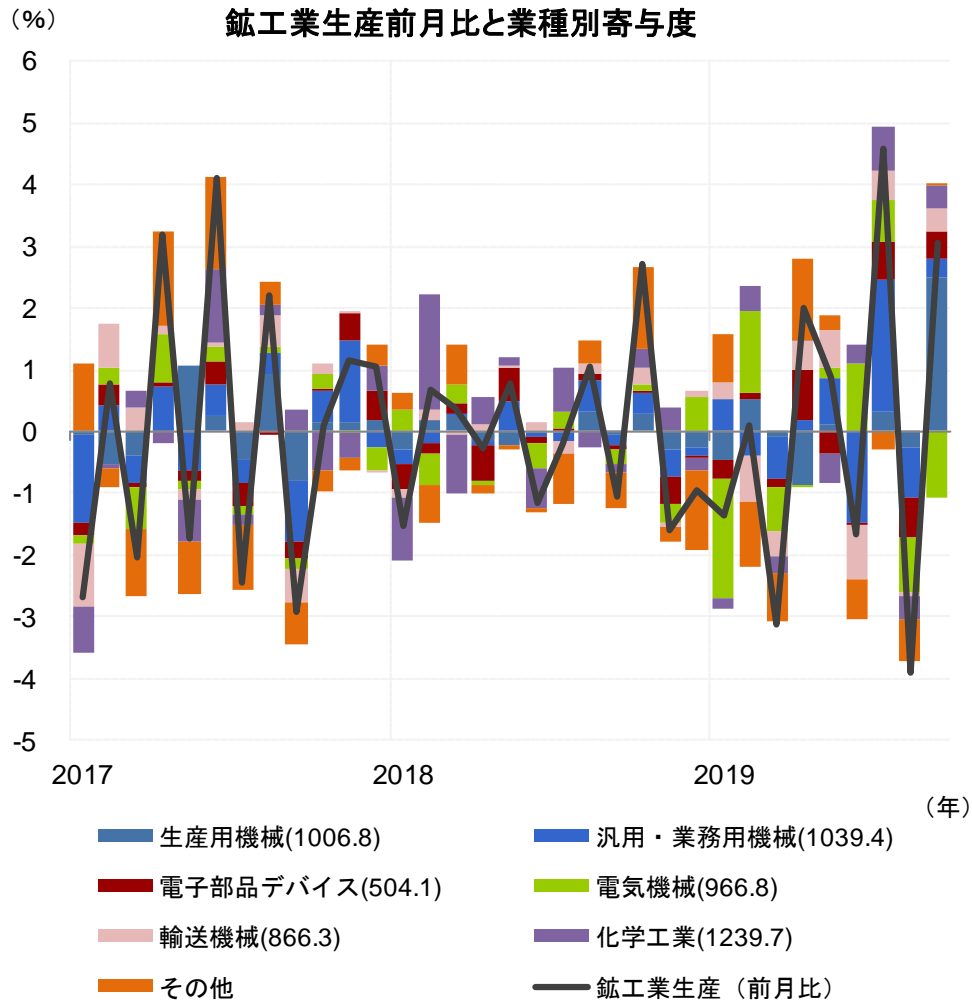 （%）
鉱工業生産前月比と業種別寄与度
6
5
4
3
2
1
0
-1
-2
-3
-4
-5
2017 2018 2019
（年）
生産用機械(1006.8) 汎用・業務用機械(1039.4)
電子部品デバイス(504.1) 電気機械(966.8)
輸送機械(866.3) 化学工業(1239.7)
その他 鉱工業生産（前月比）